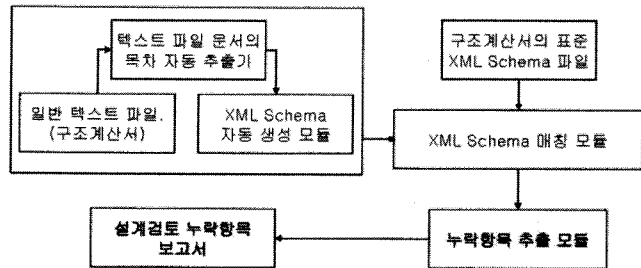 텍스트 파일 문서의
목차 자동 추출기
일반 텍스트 파일.
(구조계산서)
XML Schema
자동 생성 모듈
구조계산서의 표준
XML Schema 파일
XML Schema 매칭 모듈
설계검토 누락항목
보고서
누락항목 추출 모듈